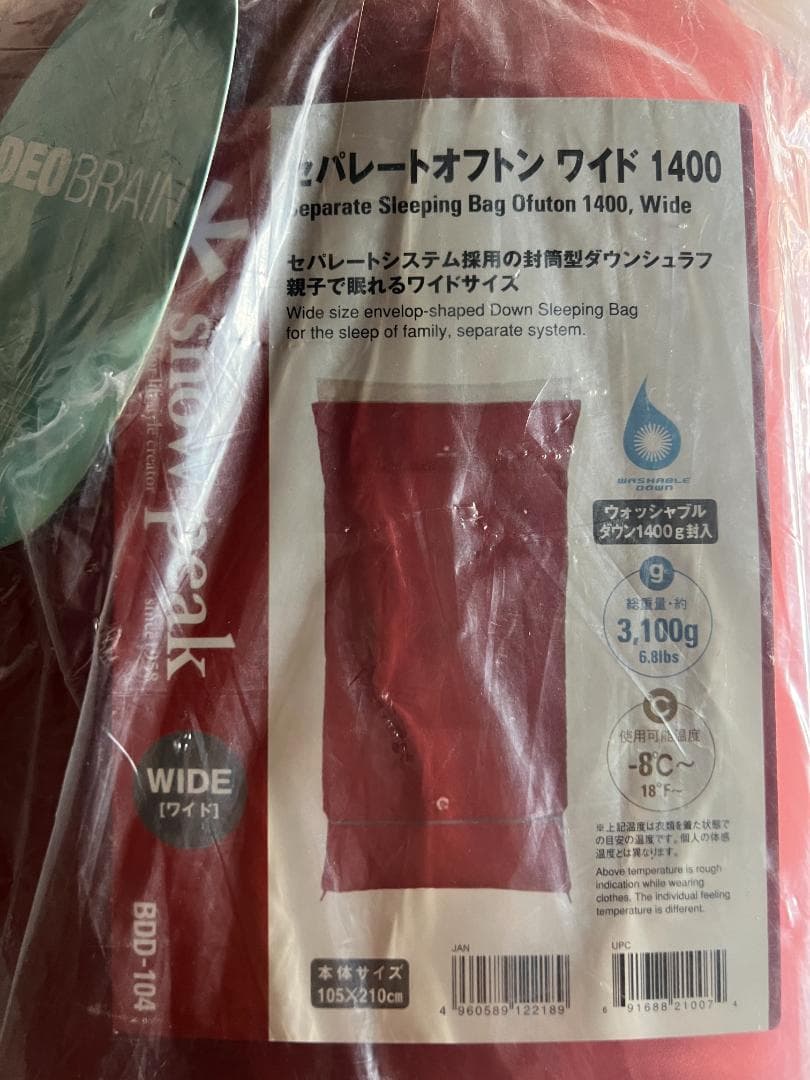 DEOBRAIN
セパレートオフトン ワイド 1400
Separate Sleeping Bag Ofuton 1400, Wide
セパレートシステム採用の封筒型ダウンシュラフ
親子で眠れるワイドサイズ
Wide size envelop-shaped Down Sleeping Bag
for the sleep of family, separate system.
snow peak
since 1958
WASHABLE
DOWN
ウォッシャブル
ダウン1400g封入
g
総重量・約
3,100g
6.8lbs
C
使用可能温度
-8℃～
18°F～
※上記温度は衣類を着た状態で
の目安の温度です。個人の体感
温度とは異なります。
Above temperature is rough
indication while wearing
clothes. The individual feeling
temperature is different.
WIDE
[ワイド]
BDD-104
本体サイズ
105×210cm
JAN
4 960589 122189
UPC
6 91688 21007 4